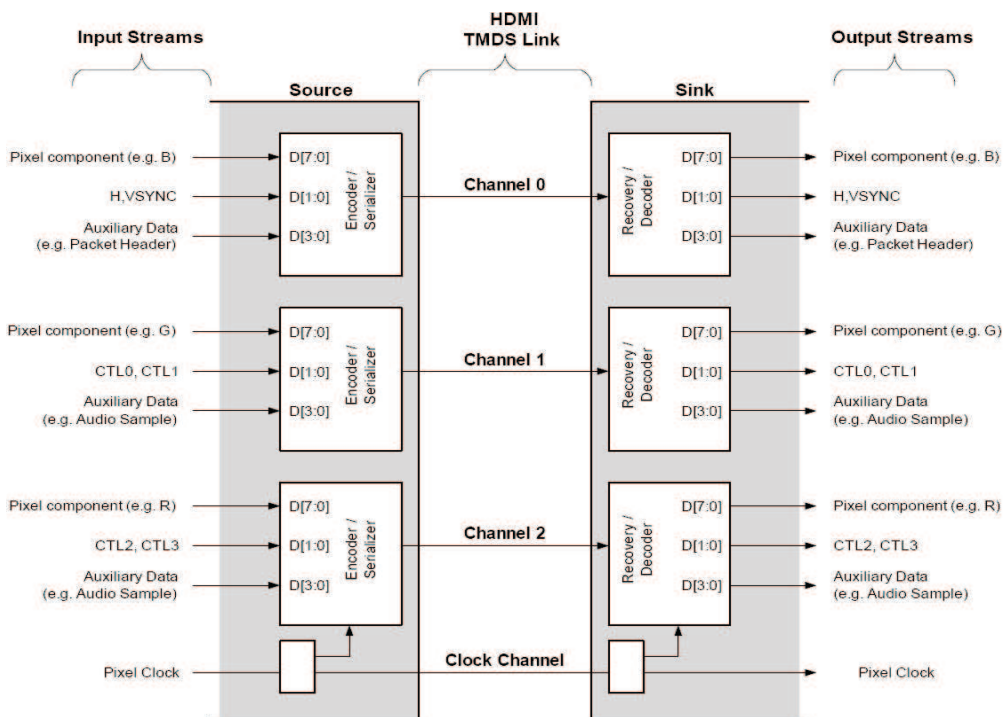 HDMI
TMDS Link
Input Streams
Output Streams
Source
Sink
Pixel component (e.g. B)
D[7:0]
Encoder /
Serializer
Recovery /
Decoder
D[7:0]
Pixel component (e.g. B)
H,VSYNC
D[1:0]
Channel 0
D[1:0]
H,VSYNC
Auxiliary Data
(e.g. Packet Header)
D[3:0]
D[3:0]
Auxiliary Data
(e.g. Packet Header)
Pixel component (e.g. G)
D[7:0]
Encoder /
Serializer
Recovery /
Decoder
D[7:0]
Pixel component (e.g. G)
CTL0, CTL1
D[1:0]
Channel 1
D[1:0]
CTL0, CTL1
Auxiliary Data
(e.g. Audio Sample)
D[3:0]
D[3:0]
Auxiliary Data
(e.g. Audio Sample)
Pixel component (e.g. R)
D[7:0]
Encoder /
Serializer
Recovery /
Decoder
D[7:0]
Pixel component (e.g. R)
CTL2, CTL3
D[1:0]
Channel 2
D[1:0]
CTL2, CTL3
Auxiliary Data
(e.g. Audio Sample)
D[3:0]
D[3:0]
Auxiliary Data
(e.g. Audio Sample)
Pixel Clock
Clock Channel
Pixel Clock